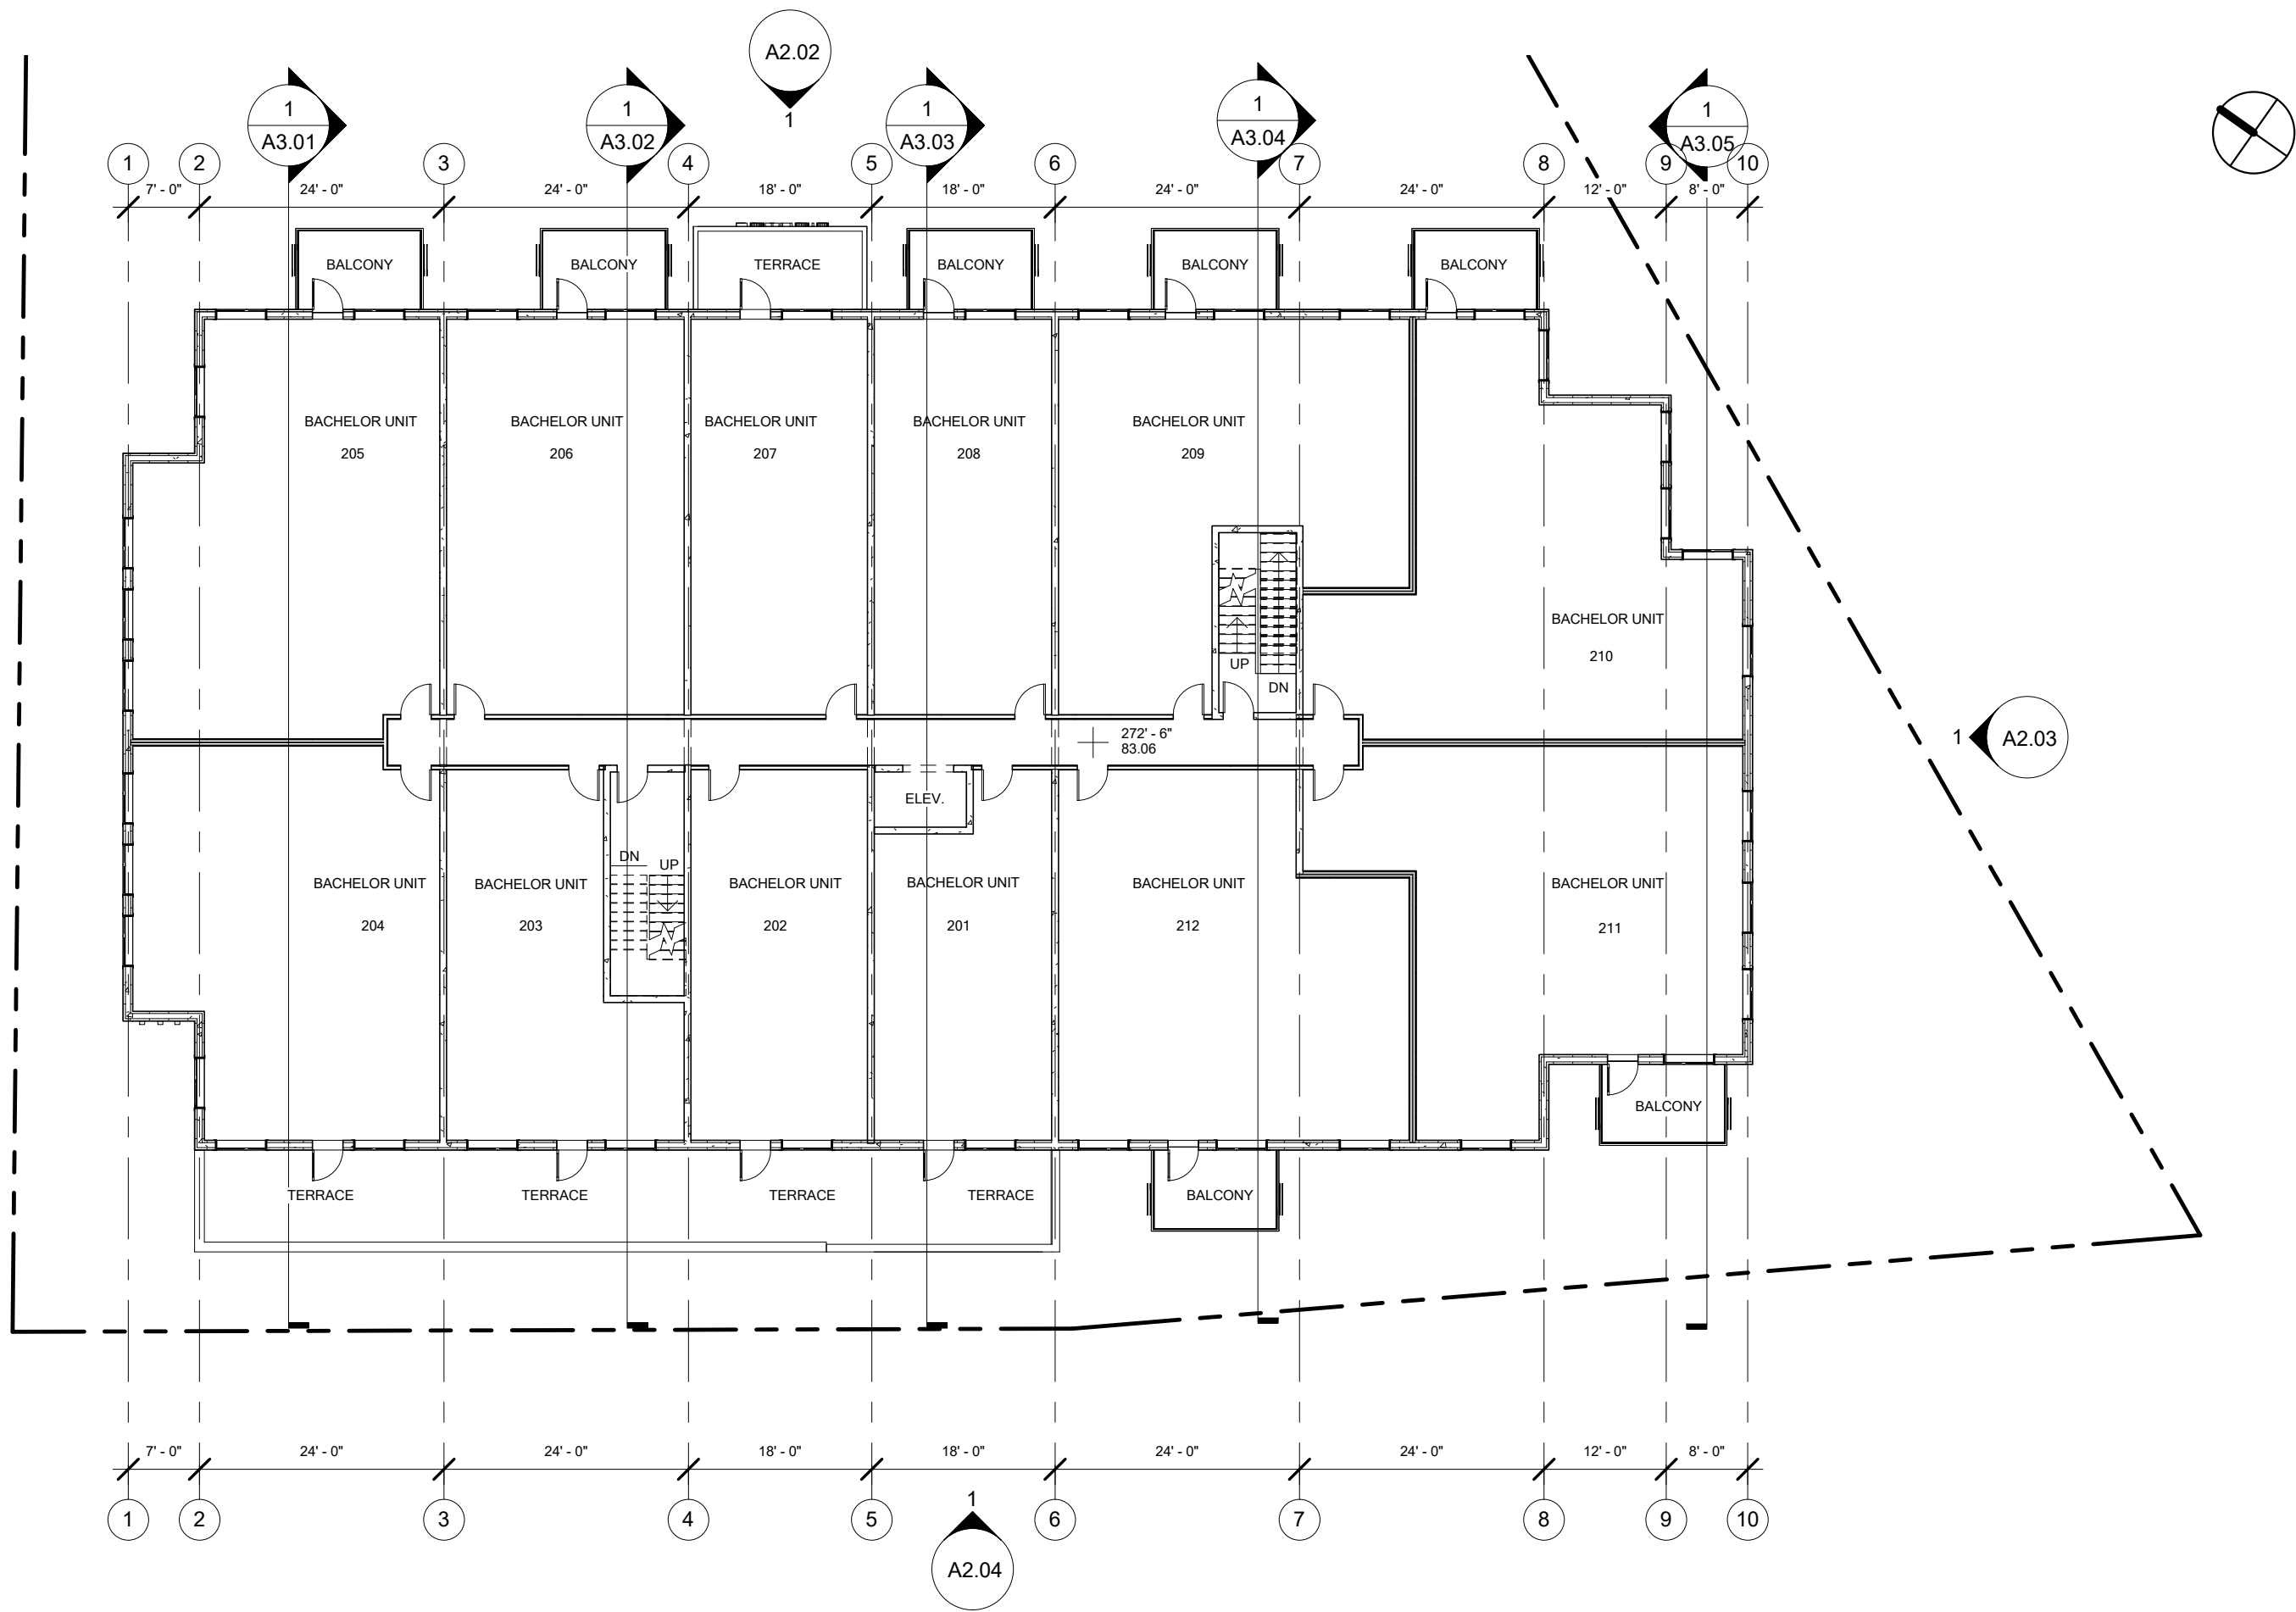 A2.02
1
1
A3.01
1
A3.02
1
A3.03
1
A3.04
1
A3.05
1
2
3
4
5
6
7
8
9
10
7' - 0"
24' - 0"
24' - 0"
18' - 0"
18' - 0"
24' - 0"
24' - 0"
12' - 0"
8' - 0"
BALCONY
BALCONY
TERRACE
BALCONY
BALCONY
BALCONY
BACHELOR UNIT
205
BACHELOR UNIT
206
BACHELOR UNIT
207
BACHELOR UNIT
208
BACHELOR UNIT
209
BACHELOR UNIT
210
UP
DN
272' - 6"
83.06
1
A2.03
ELEV.
DN
UP
BACHELOR UNIT
204
BACHELOR UNIT
203
BACHELOR UNIT
202
BACHELOR UNIT
201
BACHELOR UNIT
212
BACHELOR UNIT
211
BALCONY
TERRACE
TERRACE
TERRACE
TERRACE
BALCONY
7' - 0"
24' - 0"
24' - 0"
18' - 0"
18' - 0"
24' - 0"
24' - 0"
12' - 0"
8' - 0"
1
2
3
4
5
6
7
8
9
10
1
A2.04